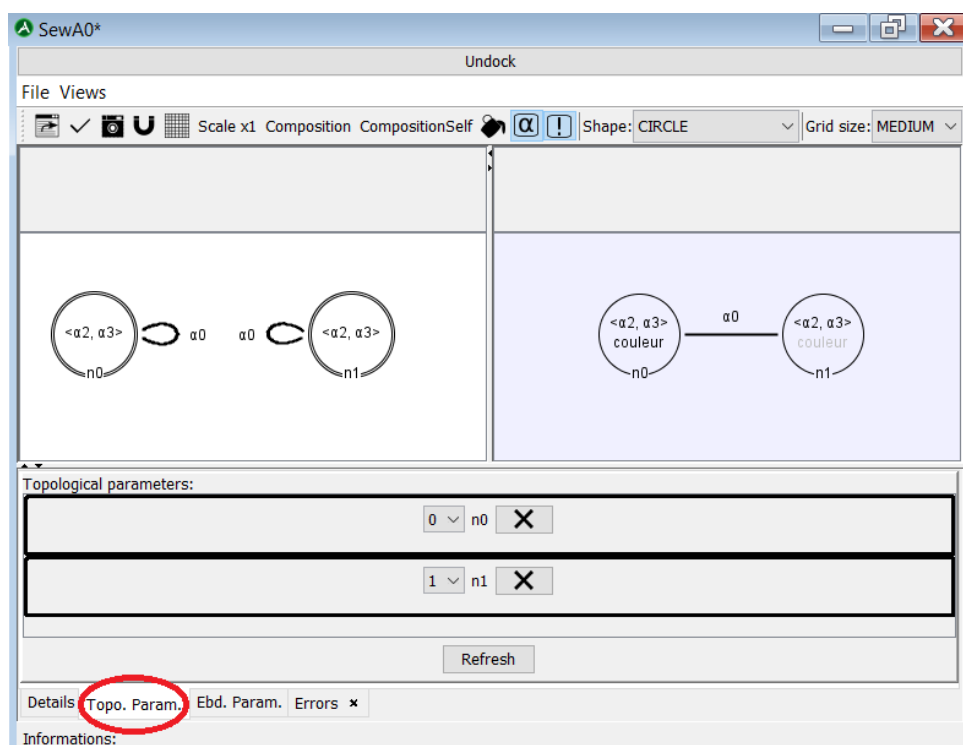 SewA0*
Undock
File Views
Scale x1 Composition CompositionSelf α ! Shape: CIRCLE Grid size: MEDIUM
<α2, α3> α0 α0 <α2, α3>
n0 n1
<α2, α3> α0 <α2, α3>
couleur couleur
n0 n1
Topological parameters:
0 n0 X
1 n1 X
Refresh
Details Topo. Param. Ebd. Param. Errors ×
Informations: